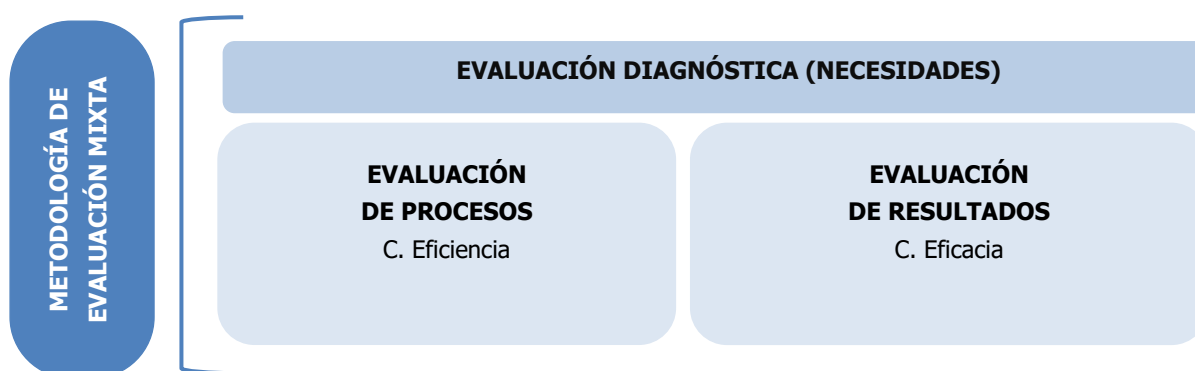 METODOLOGÍA DE
EVALUACIÓN MIXTA
EVALUACIÓN DIAGNÓSTICA (NECESIDADES)
EVALUACIÓN
DE PROCESOS
C. Eficiencia
EVALUACIÓN
DE RESULTADOS
C. Eficacia